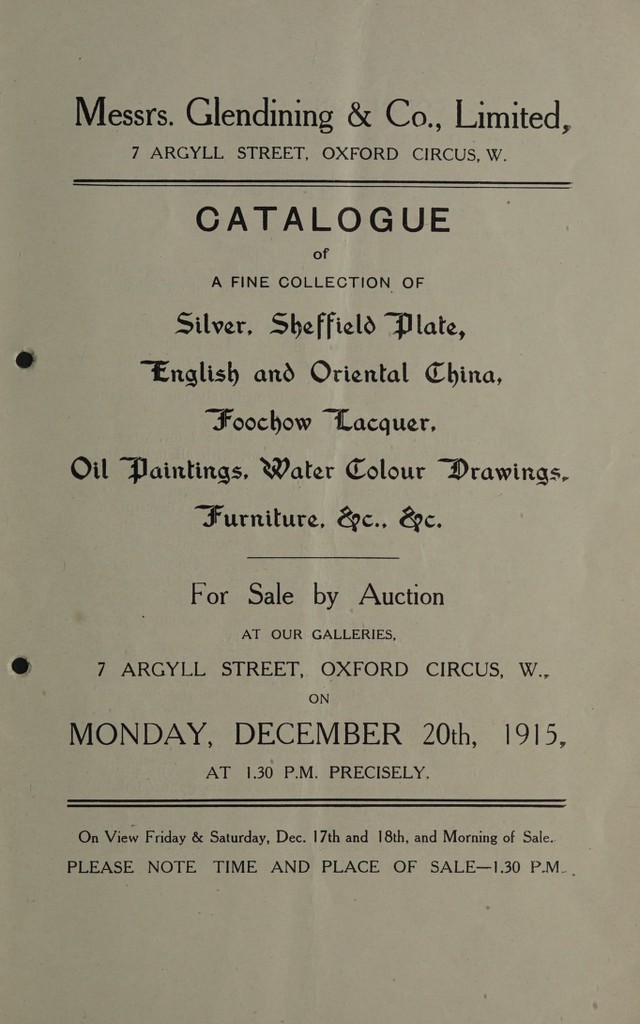 Messrs. Glendining & Co., Limited,
7 ARGYLL STREET, OXFORD CIRCUS, W.
CATALOGUE
of
A FINE COLLECTION OF
Silver, Sheffield Plate,
English and Oriental China,
Foochow Lacquer,
Oil Paintings, Water Colour Drawings,
Furniture, &c., &c.
For Sale by Auction
AT OUR GALLERIES,
7 ARGYLL STREET, OXFORD CIRCUS, W.,
ON
MONDAY, DECEMBER 20th, 1915,
AT 1.30 P.M. PRECISELY.
On View Friday & Saturday, Dec. 17th and 18th, and Morning of Sale.
PLEASE NOTE TIME AND PLACE OF SALE—1.30 P.M.